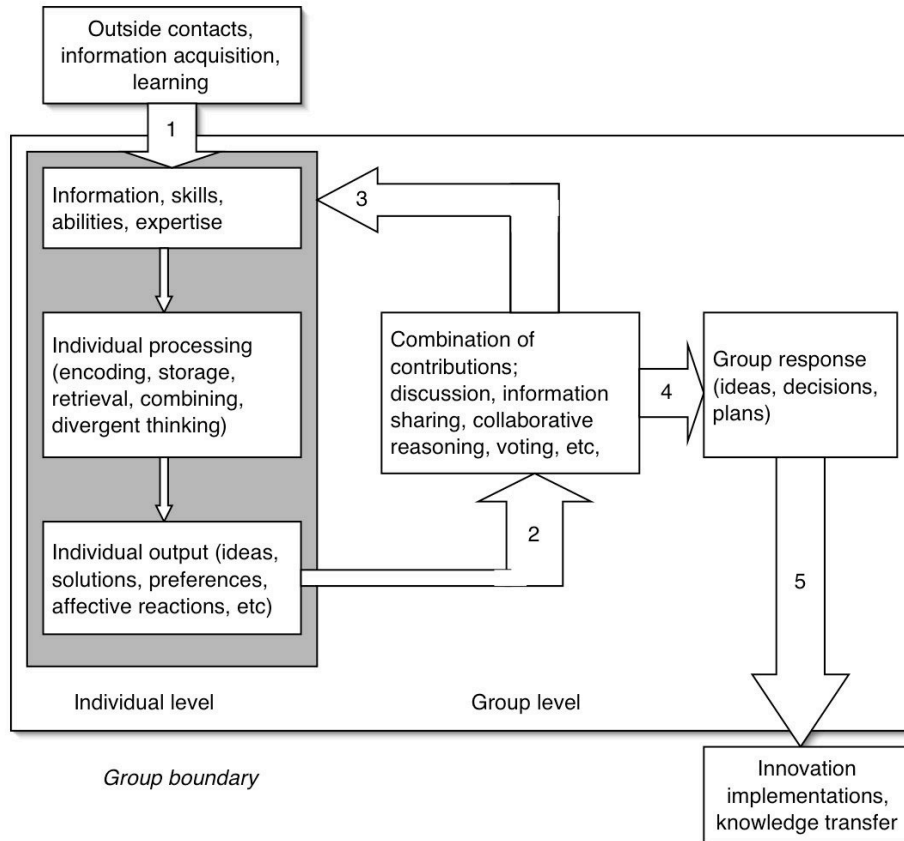 Outside contacts,
information acquisition,
learning
1
Information, skills,
abilities, expertise
3
Individual processing
(encoding, storage,
retrieval, combining,
divergent thinking)
Combination of
contributions;
discussion, information
sharing, collaborative
reasoning, voting, etc,
4
Group response
(ideas, decisions,
plans)
Individual output (ideas,
solutions, preferences,
affective reactions, etc)
2
5
Individual level
Group level
Group boundary
Innovation
implementations,
knowledge transfer